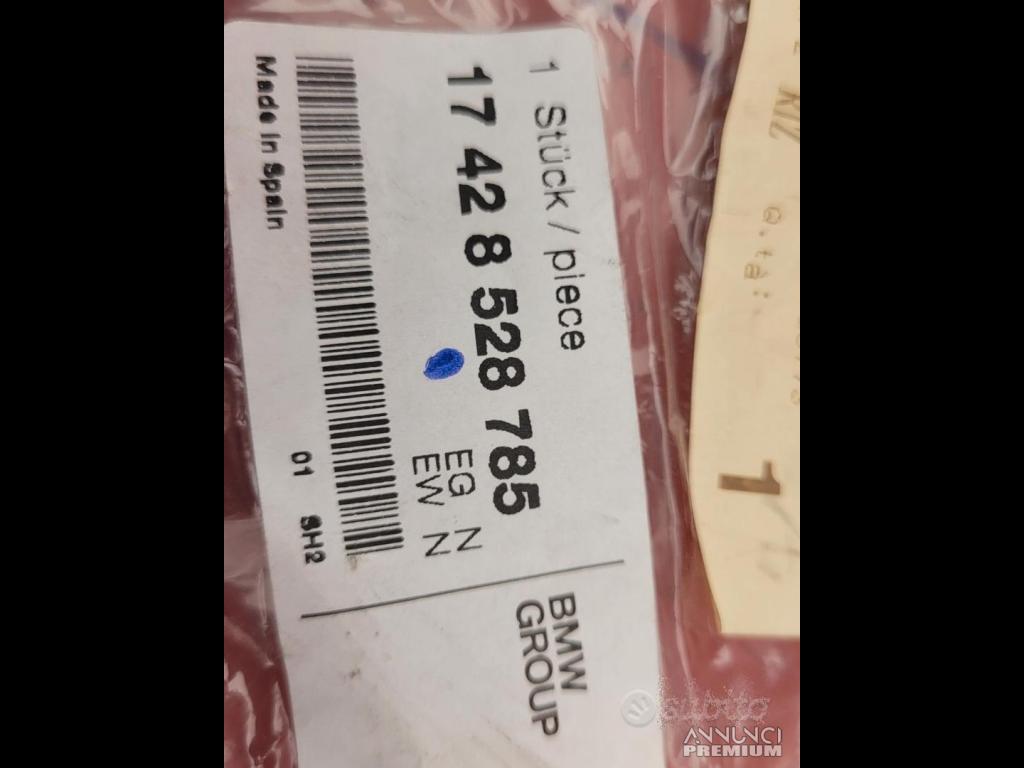 1 Stück / piece
17 42 8 528 785
EG N
EW N
Made in Spain
01 SH2
BMW
GROUP
Q.tà:
1
subito
ANNUNCI
PREMIUM